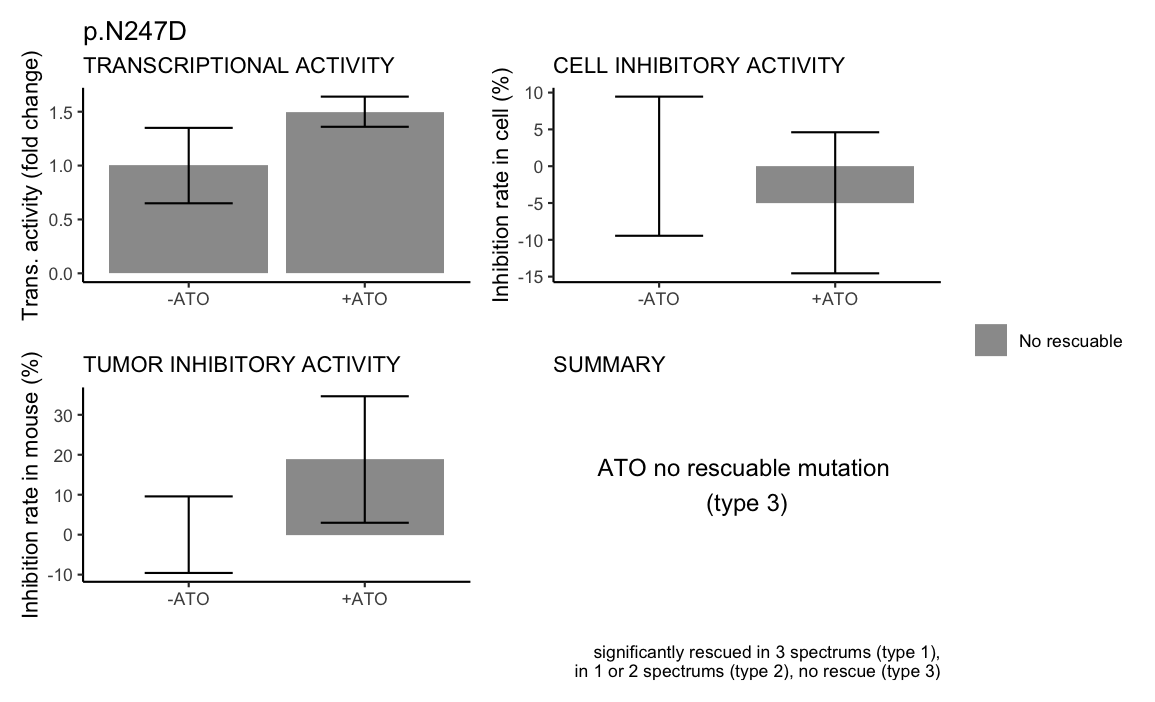 p.N247D
TRANSCRIPTIONAL ACTIVITY
Trans. activity (fold change)
1.5
1.0
0.5
0.0
-ATO
+ATO
CELL INHIBITORY ACTIVITY
Inhibition rate in cell (%)
10
5
0
-5
-10
-15
-ATO
+ATO
No rescuable
TUMOR INHIBITORY ACTIVITY
Inhibition rate in mouse (%)
30
20
10
0
-10
-ATO
+ATO
SUMMARY
ATO no rescuable mutation
(type 3)
significantly rescued in 3 spectrums (type 1),
in 1 or 2 spectrums (type 2), no rescue (type 3)